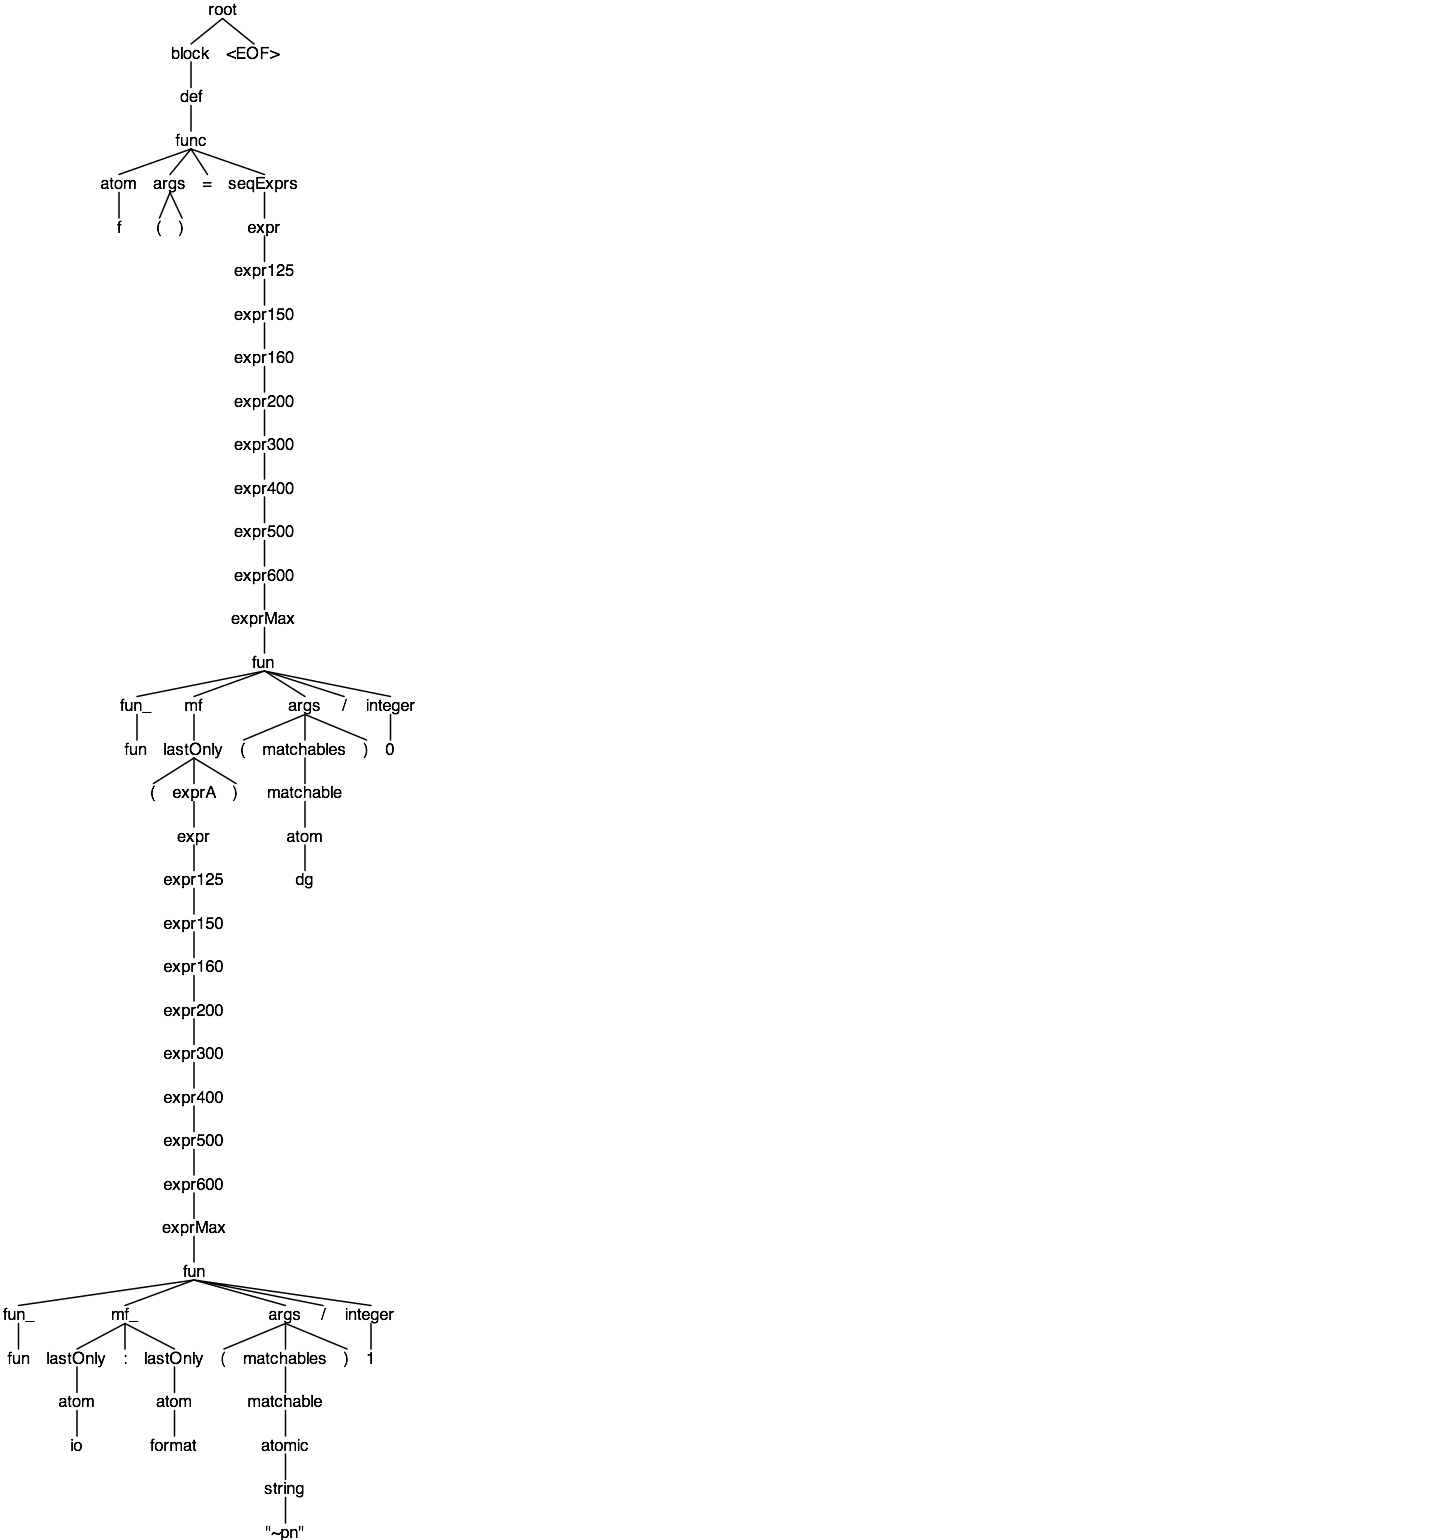 root
block <EOF>
def
func
atom args = seqExprs
f ( ) expr
expr125
expr150
expr160
expr200
expr300
expr400
expr500
expr600
exprMax
fun
fun_ mf args / integer
fun lastOnly ( matchables ) 0
( exprA ) matchable
expr atom
expr125 dg
expr150
expr160
expr200
expr300
expr400
expr500
expr600
exprMax
fun
fun_ mf_ args / integer
fun lastOnly : lastOnly ( matchables ) 1
atom atom matchable
io format atomic
string
"~pn"